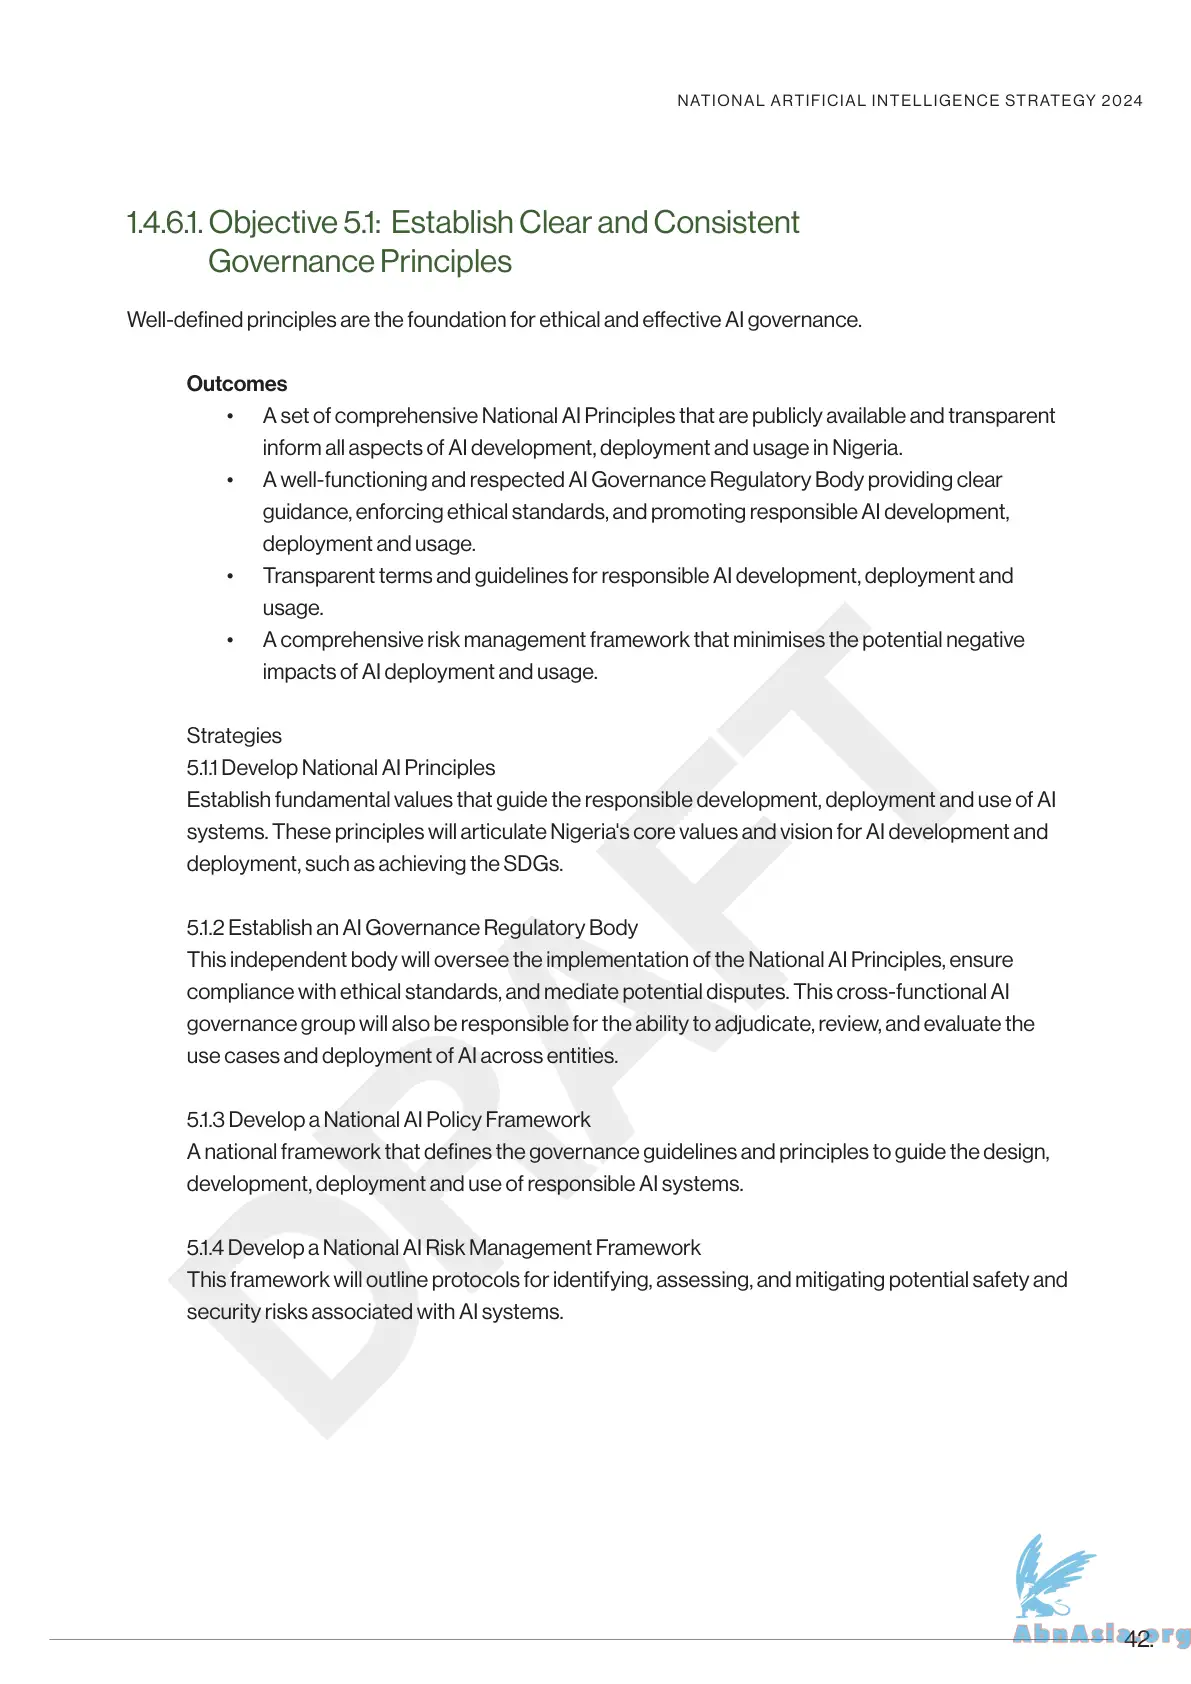 NATIONAL ARTIFICIAL INTELLIGENCE STRATEGY 2024
1.4.6.1. Objective 5.1: Establish Clear and Consistent
Governance Principles
Well-defined principles are the foundation for ethical and effective AI governance.
Outcomes
• A set of comprehensive National AI Principles that are publicly available and transparent
inform all aspects of AI development, deployment and usage in Nigeria.
• A well-functioning and respected AI Governance Regulatory Body providing clear
guidance, enforcing ethical standards, and promoting responsible AI development,
deployment and usage.
• Transparent terms and guidelines for responsible AI development, deployment and
usage.
• A comprehensive risk management framework that minimises the potential negative
impacts of AI deployment and usage.
Strategies
5.1.1 Develop National AI Principles
Establish fundamental values that guide the responsible development, deployment and use of AI
systems. These principles will articulate Nigeria's core values and vision for AI development and
deployment, such as achieving the SDGs.
5.1.2 Establish an AI Governance Regulatory Body
This independent body will oversee the implementation of the National AI Principles, ensure
compliance with ethical standards, and mediate potential disputes. This cross-functional AI
governance group will also be responsible for the ability to adjudicate, review, and evaluate the
use cases and deployment of AI across entities.
5.1.3 Develop a National AI Policy Framework
A national framework that defines the governance guidelines and principles to guide the design,
development, deployment and use of responsible AI systems.
5.1.4 Develop a National AI Risk Management Framework
This framework will outline protocols for identifying, assessing, and mitigating potential safety and
security risks associated with AI systems.
DRAFT
AbnAsia.org
42.